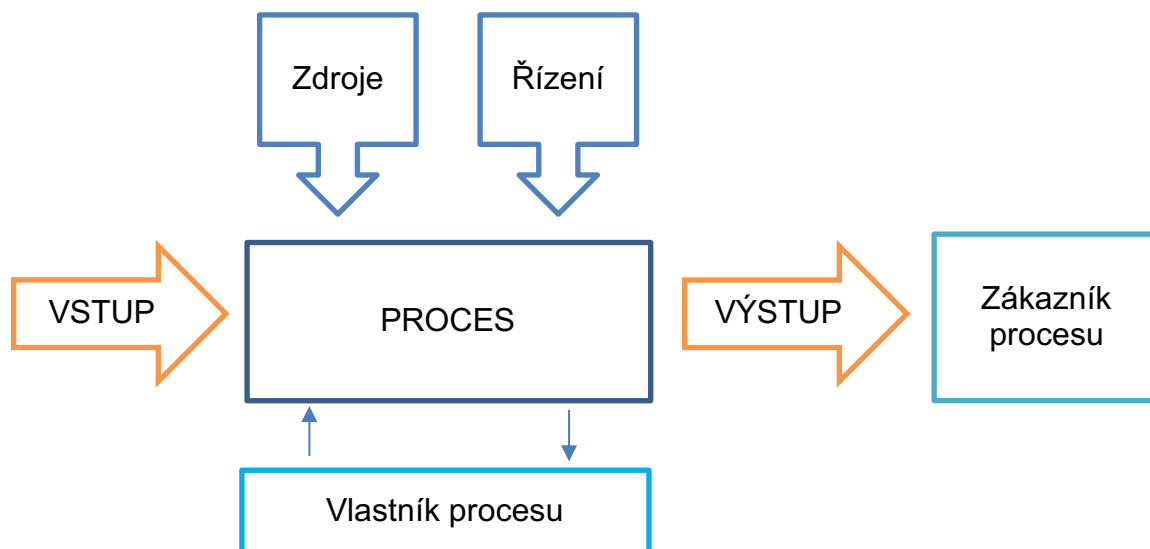 Zdroje
Řízení
VSTUP
PROCES
VÝSTUP
Zákazník
procesu
Vlastník procesu